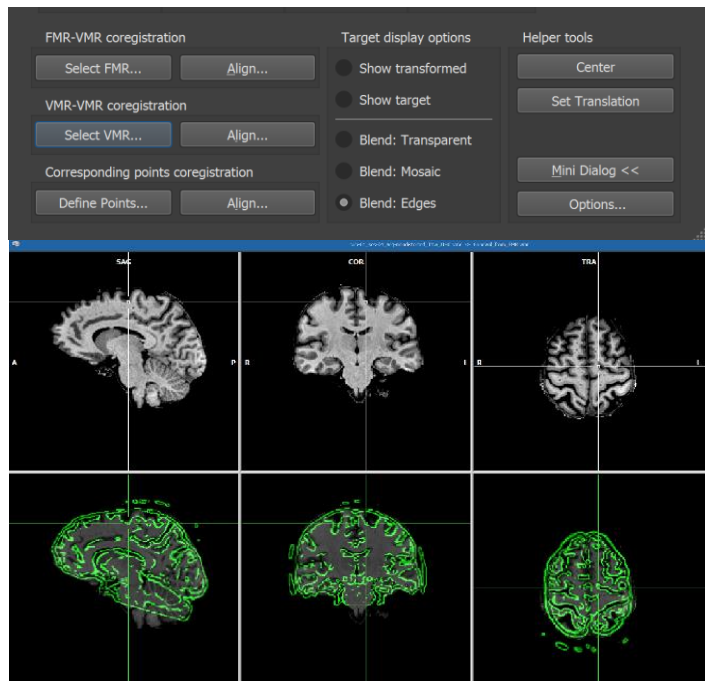 FMR-VMR coregistration
Target display options
Helper tools
Select FMR...
Align...
Show transformed
Center
VMR-VMR coregistration
Show target
Set Translation
Select VMR...
Align...
Blend: Transparent
Corresponding points coregistration
Blend: Mosaic
Mini Dialog <<
Define Points...
Align...
Blend: Edges
Options...
SAG
COR
TRA
A
P
R
R